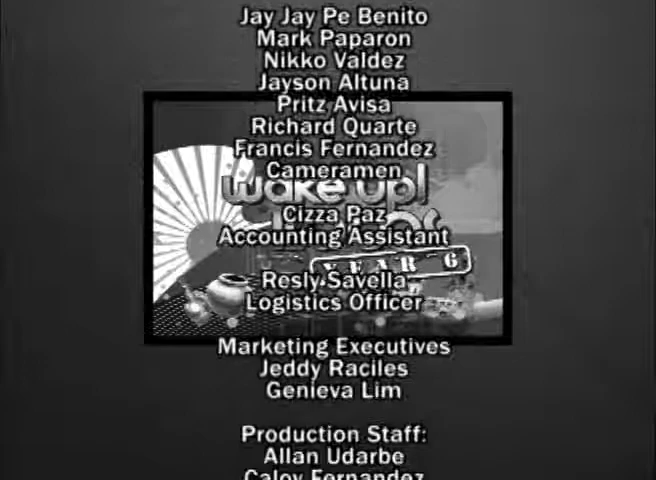 Jay Jay Pe Benito
Mark Paparon
Nikko Valdez
Jayson Altuna
Pritz Avisa
Richard Quarte
Francis Fernandez
Cameramen
wake up!
Cizza Paz
Accounting Assistant
YEAR 6
Resly Savella
Logistics Officer
Marketing Executives
Jeddy Raciles
Genieva Lim
Production Staff:
Allan Udarbe
Caloy Fernandez